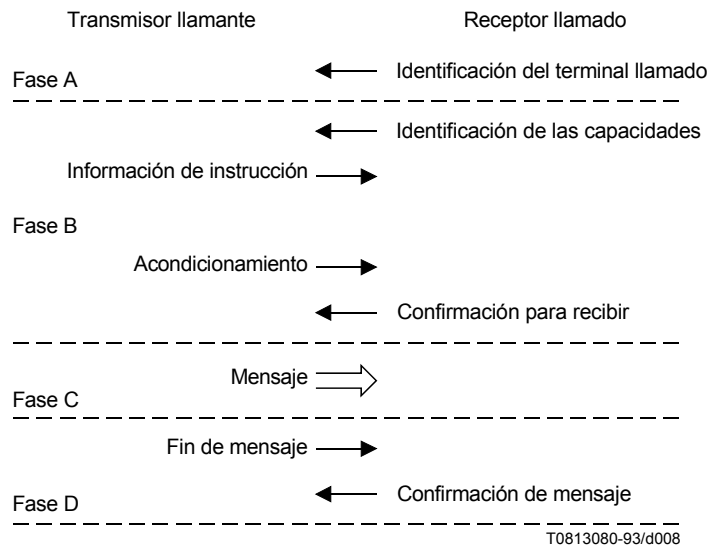 Transmisor llamante Receptor llamado
Identificación del terminal llamado
Fase A
Identificación de las capacidades
Información de instrucción
Fase B
Acondicionamiento
Confirmación para recibir
Mensaje
Fase C
Fin de mensaje
Confirmación de mensaje
Fase D
T0813080-93/d008